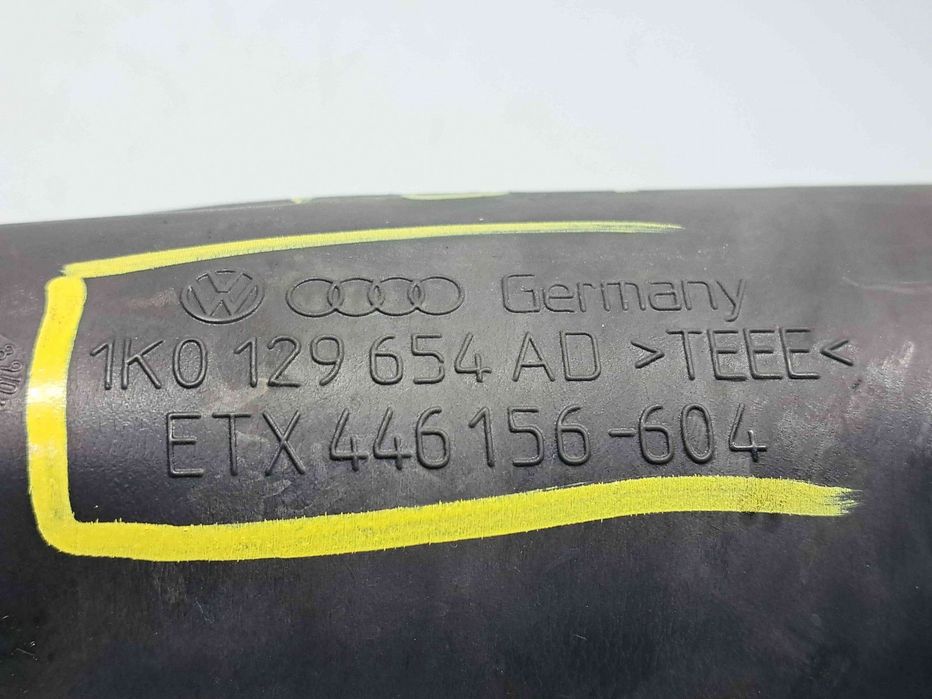 Germany
1K0 129 654 AD >TEEE<
ETX 446 156-604